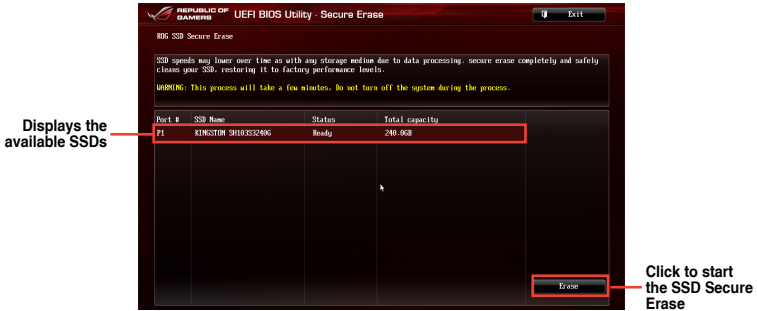 REPUBLIC OF
GAMERS
UEFI BIOS Utility - Secure Erase
Exit
ROG SSD Secure Erase
SSD speeds may lower over time as with any storage medium due to data processing. secure erase completely and safely
cleans your SSD, restoring it to factory performance levels.
WARNING: This process will take a few minutes. Do not turn off the system during the process.
Port # SSD Name Status Total capacity
P1 KINGSTON SH103S3240G Ready 240.0GB
Displays the
available SSDs
Erase
Click to start
the SSD Secure
Erase